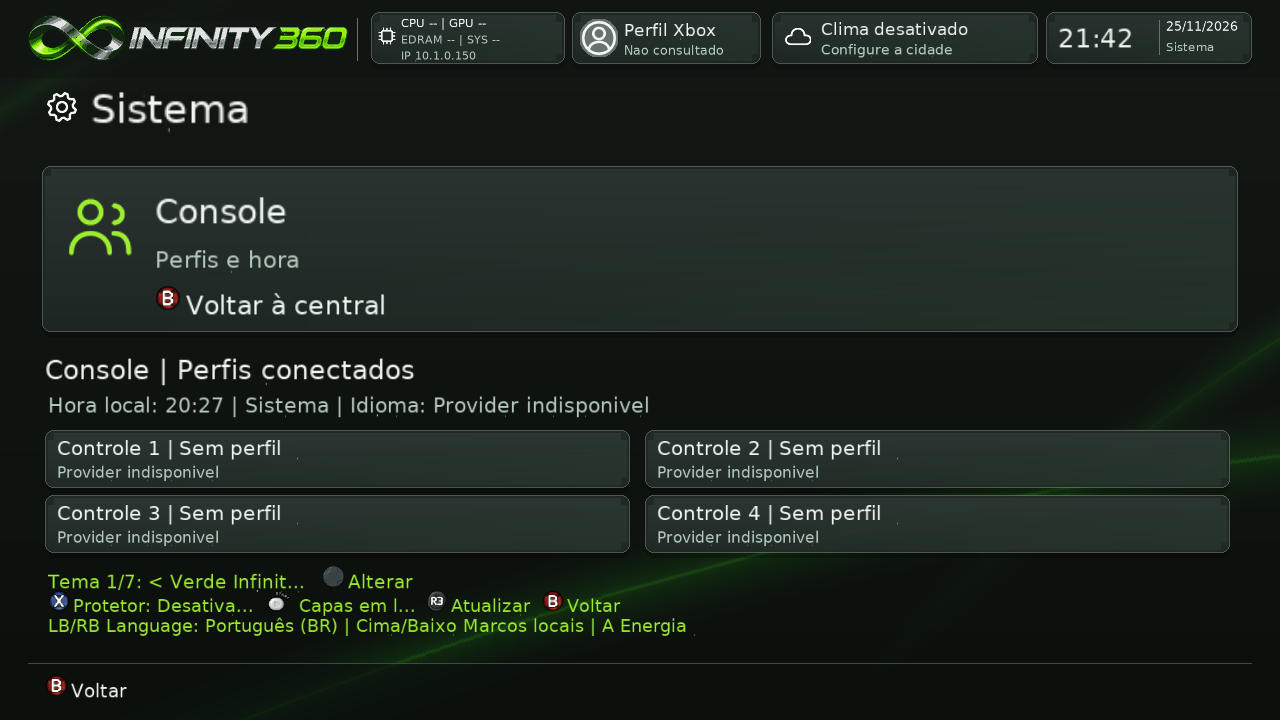 INFINITY 360
CPU -- | GPU --
EDRAM -- | SYS --
IP 10.1.0.150
Perfil Xbox
Nao consultado
Clima desativado
Configure a cidade
21:42
25/11/2026
Sistema
Sistema
Console
Perfis e hora
B Voltar à central
Console | Perfis conectados
Hora local: 20:27 | Sistema | Idioma: Provider indisponivel
Controle 1 | Sem perfil
Provider indisponivel
Controle 2 | Sem perfil
Provider indisponivel
Controle 3 | Sem perfil
Provider indisponivel
Controle 4 | Sem perfil
Provider indisponivel
Tema 1/7: < Verde Infinit... Alterar
X Protetor: Desativa... Capas em l... R3 Atualizar B Voltar
LB/RB Language: Português (BR) | Cima/Baixo Marcos locais | A Energia
B Voltar